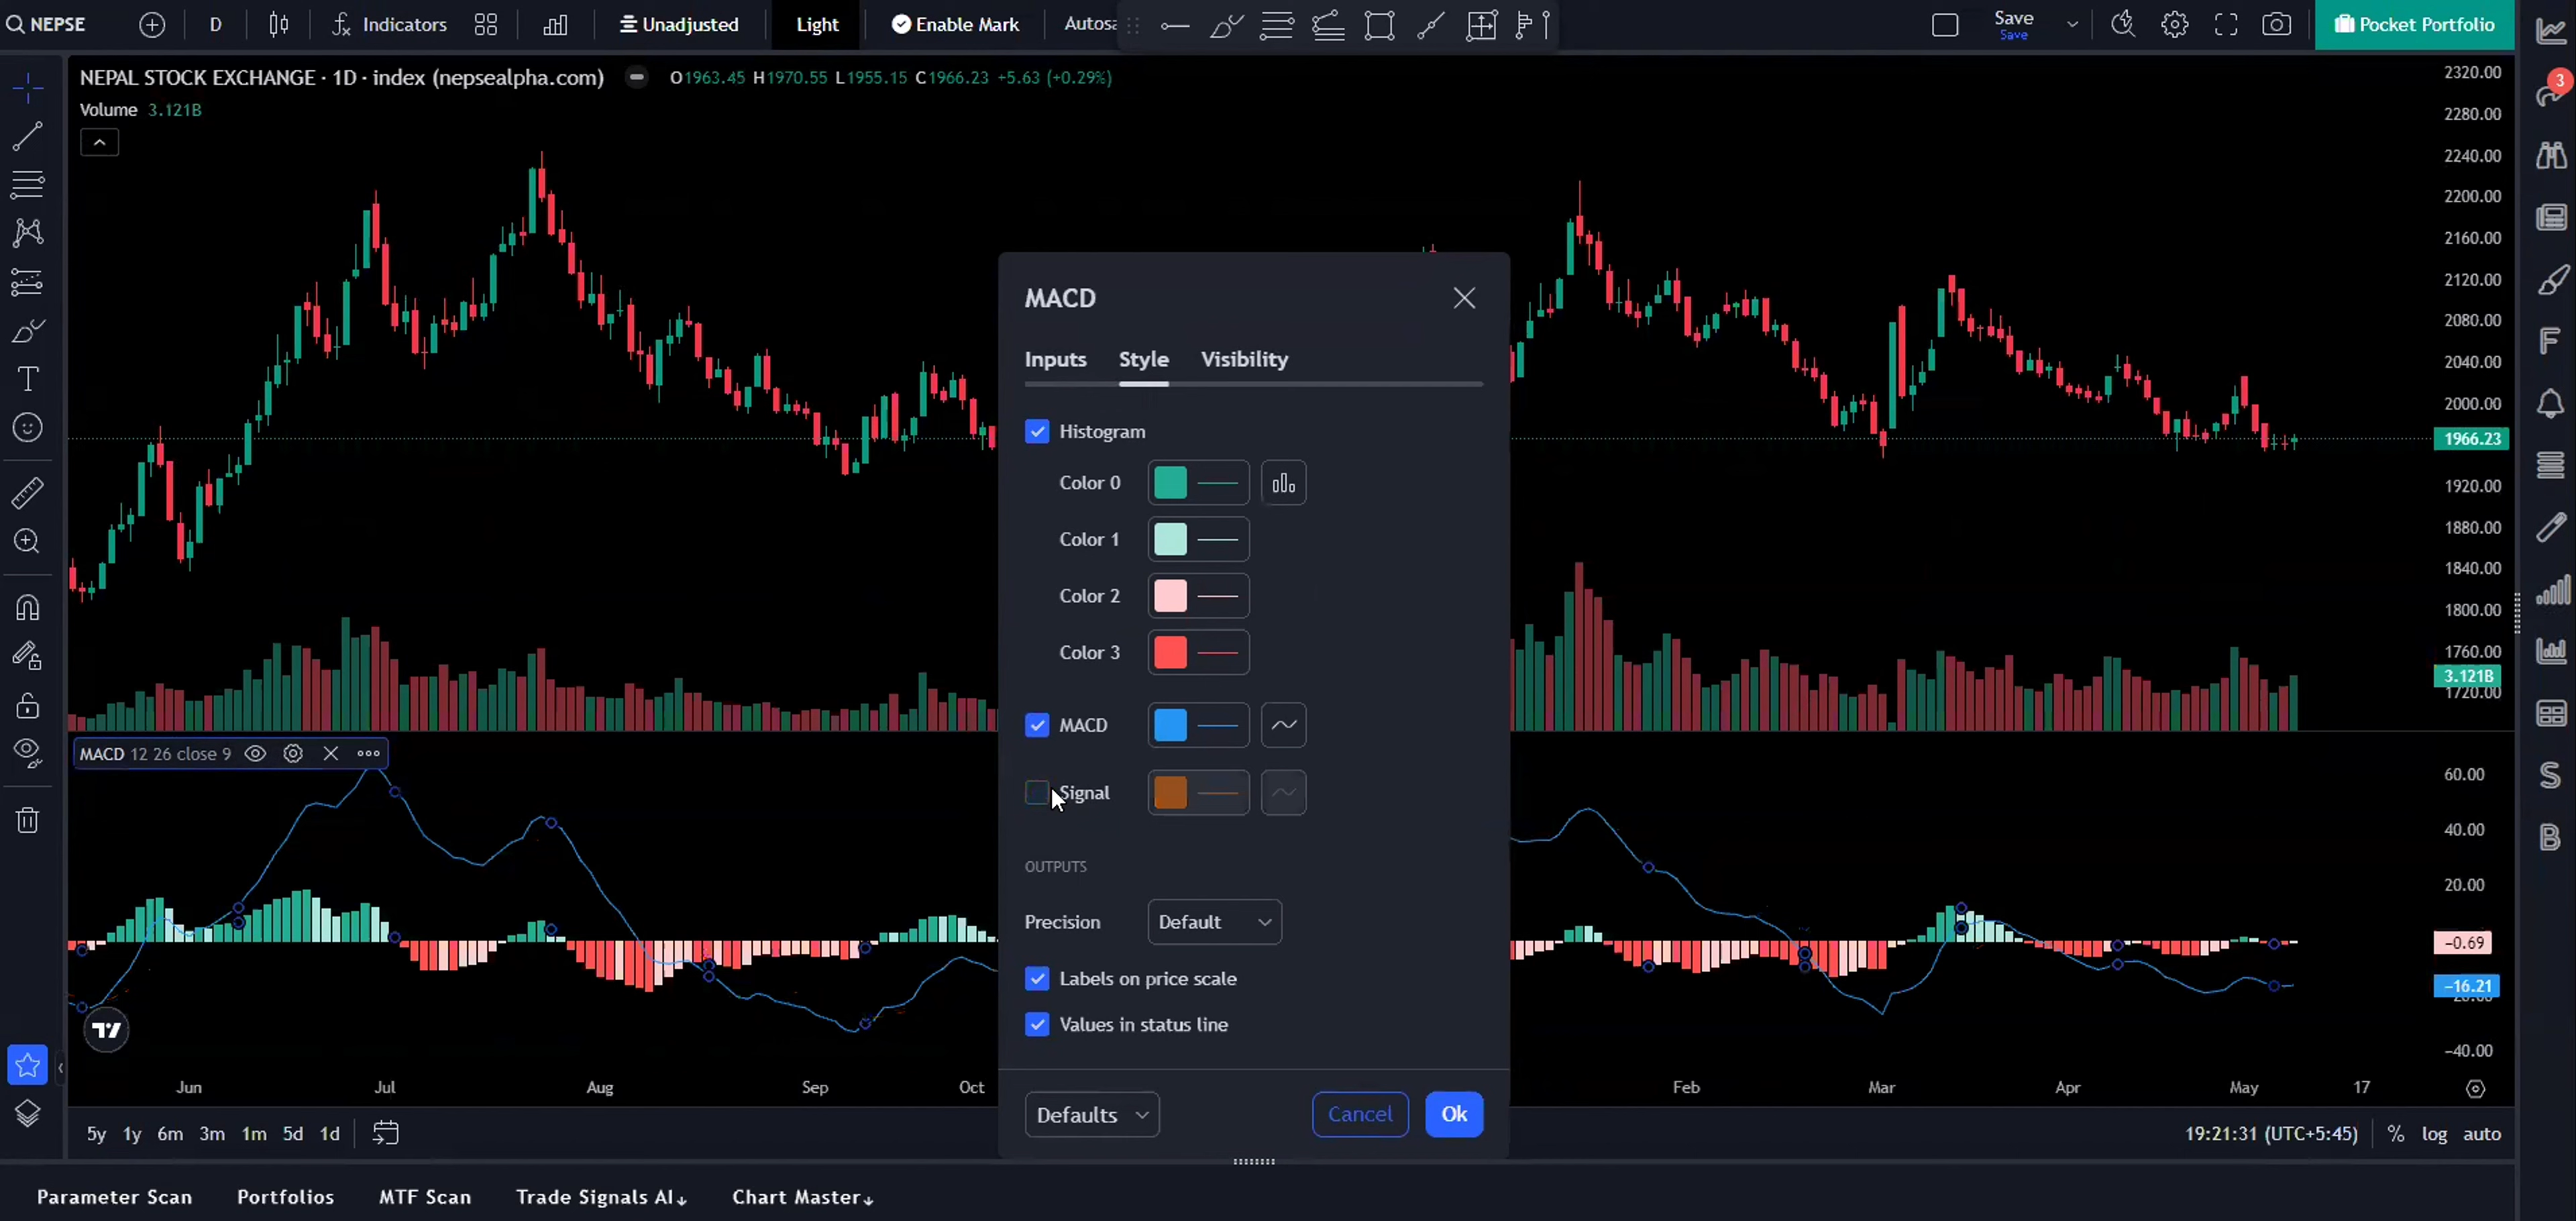 NEPSE D Indicators Unadjusted Light Enable Mark Autosa Save Pocket Portfolio
Save
3
NEPAL STOCK EXCHANGE · 1D · index (nepsealpha.com) O1963.45 H1970.55 L1955.15 C1966.23 +5.63 (+0.29%)
Volume 3.121B
2320.00
2280.00
2240.00
2200.00
2160.00
2120.00
2080.00
2040.00
2000.00
1966.23
1920.00
1880.00
1840.00
1800.00
1760.00
3.121B
1720.00
MACD
Inputs Style Visibility
Histogram
Color 0
Color 1
Color 2
Color 3
MACD
Signal
OUTPUTS
Precision Default
Labels on price scale
Values in status line
Defaults Cancel Ok
MACD 12 26 close 9
60.00
40.00
20.00
−0.69
−16.21
−40.00
Jun Jul Aug Sep Oct Feb Mar Apr May 17
5y 1y 6m 3m 1m 5d 1d 19:21:31 (UTC+5:45) % log auto
Parameter Scan Portfolios MTF Scan Trade Signals AI↓ Chart Master↓
F
S
B